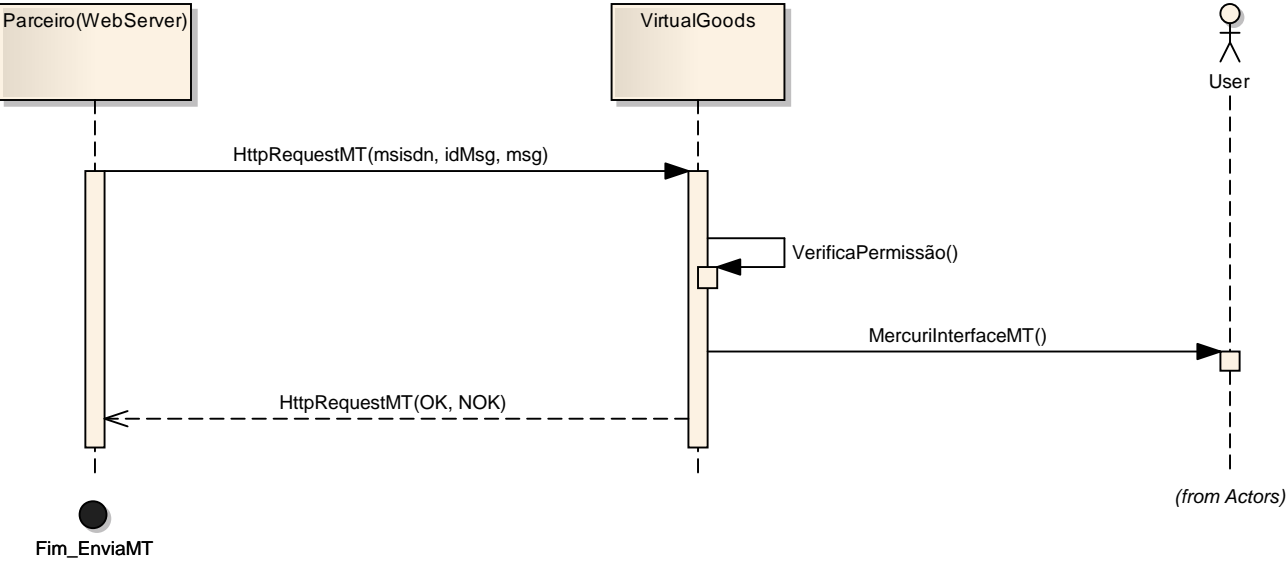 Parceiro(WebServer)
VirtualGoods
User
HttpRequestMT(msisdn, idMsg, msg)
VerificaPermissão()
MercuriInterfaceMT()
HttpRequestMT(OK, NOK)
(from Actors)
Fim_EnviaMT